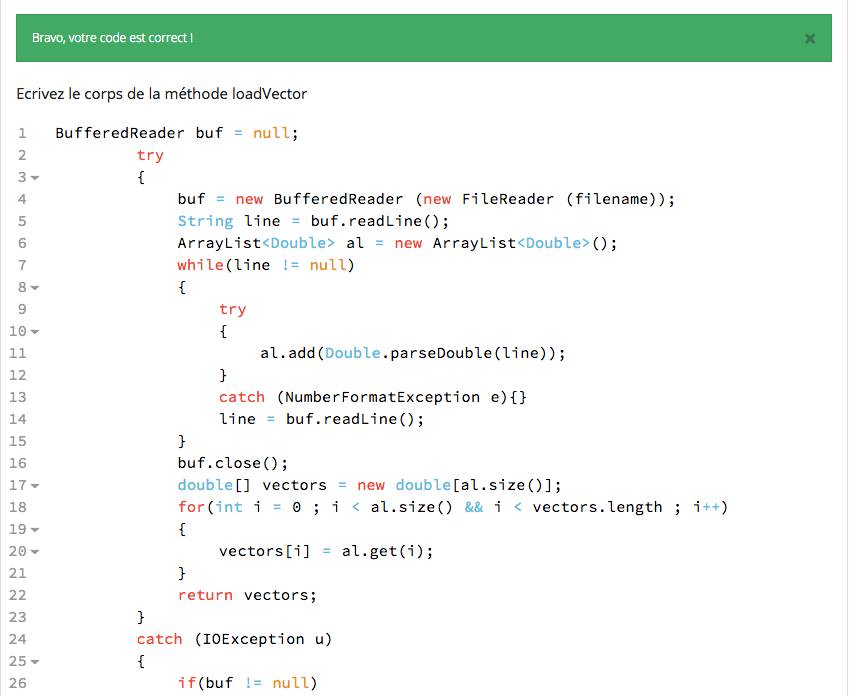 Bravo, votre code est correct !
×
Ecrivez le corps de la méthode loadVector
1 BufferedReader buf = null;
2 try
3 {
4 buf = new BufferedReader (new FileReader (filename));
5 String line = buf.readLine();
6 ArrayList<Double> al = new ArrayList<Double>();
7 while(line != null)
8 {
9 try
10 {
11 al.add(Double.parseDouble(line));
12 }
13 catch (NumberFormatException e){}
14 line = buf.readLine();
15 }
16 buf.close();
17 double[] vectors = new double[al.size()];
18 for(int i = 0 ; i < al.size() && i < vectors.length ; i++)
19 {
20 vectors[i] = al.get(i);
21 }
22 return vectors;
23 }
24 catch (IOException u)
25 {
26 if(buf != null)